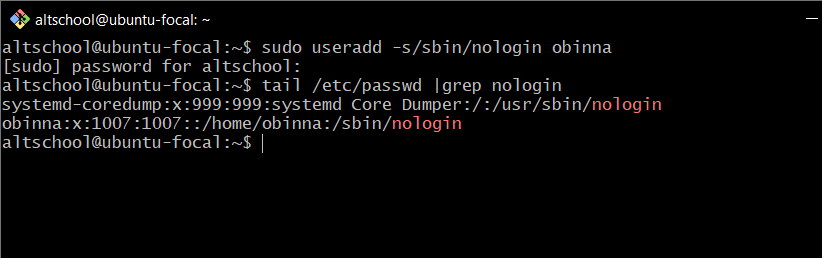 altschool@ubuntu-focal: ~
altschool@ubuntu-focal:~$ sudo useradd -s/sbin/nologin obinna
[sudo] password for altschool:
altschool@ubuntu-focal:~$ tail /etc/passwd |grep nologin
systemd-coredump:x:999:999:systemd Core Dumper:/:/usr/sbin/nologin
obinna:x:1007:1007::/home/obinna:/sbin/nologin
altschool@ubuntu-focal:~$